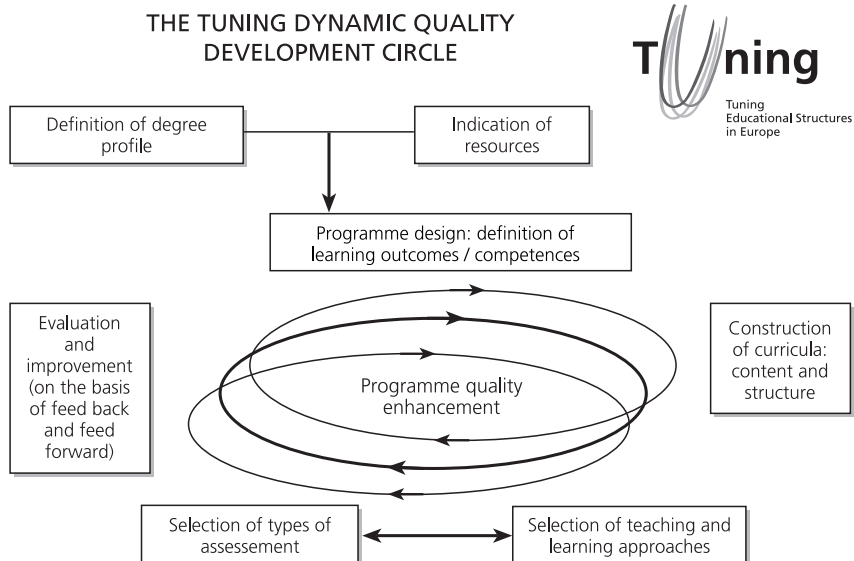 THE TUNING DYNAMIC QUALITY
DEVELOPMENT CIRCLE
Tuning
Tuning
Educational Structures
in Europe
Definition of degree
profile
Indication of
resources
Programme design: definition of
learning outcomes / competences
Evaluation
and
improvement
(on the basis
of feed back
and feed
forward)
Programme quality
enhancement
Construction
of curricula:
content and
structure
Selection of types of
assessement
Selection of teaching and
learning approaches